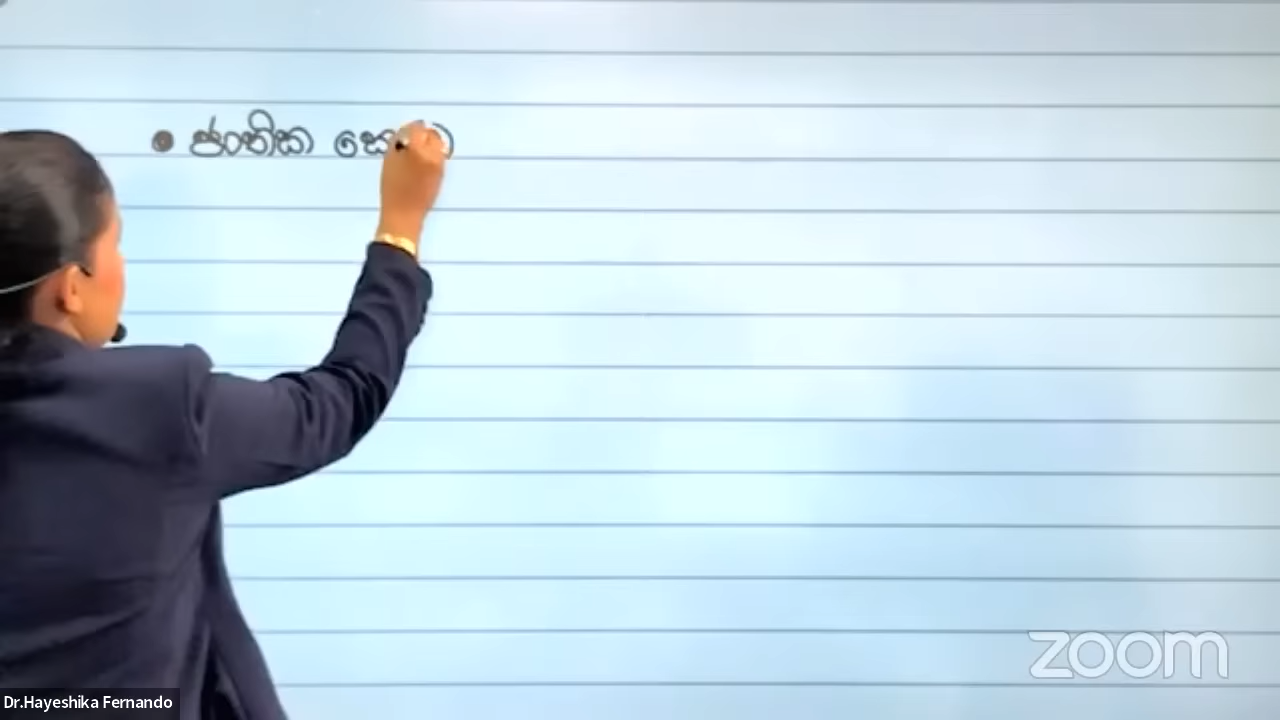 • ජාතික
Dr.Hayeshika Fernando
zoom